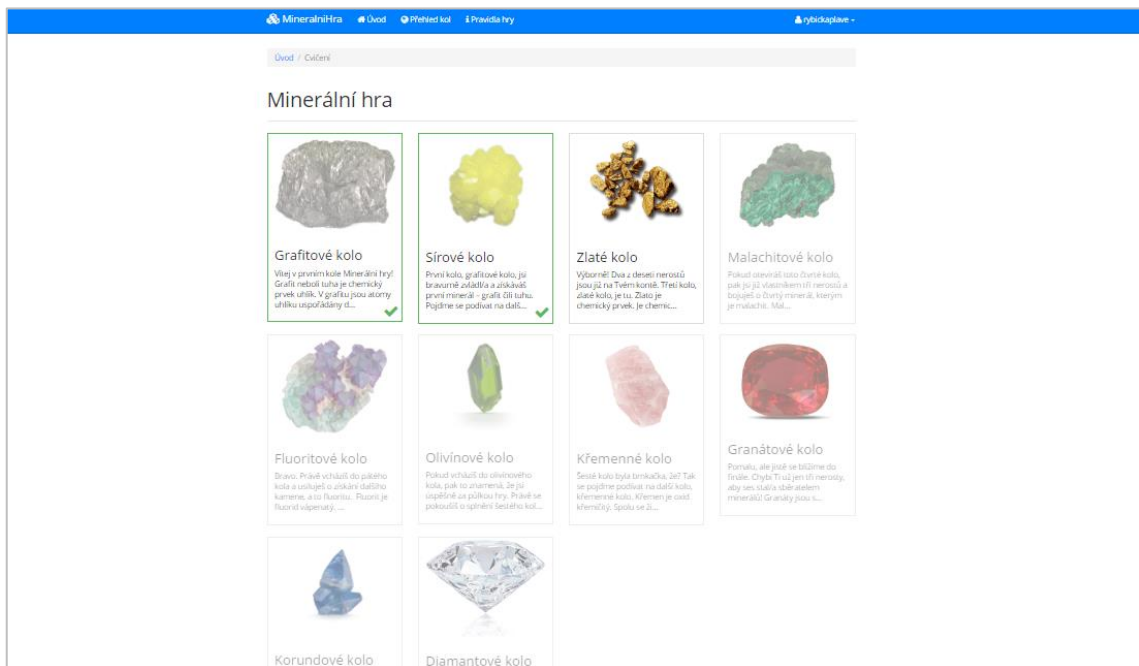 MineralniHra Úvod Přehled kol Pravidla hry rybickaplave
Úvod / Cvičení
Minerální hra
Grafitové kolo
Vítej v prvním kole Minerální hry!
Grafit neboli tuha je chemický
prvek uhlík. V grafitu jsou atomy
uhlíku uspořádány d...
Sírové kolo
První kolo, grafitové kolo, jsi
bravurně zvládl/a a získáváš
první minerál – grafit čili tuhu.
Pojdme se podívat na dalš...
Zlaté kolo
Výborně! Dva z deseti nerostů
jsou již na Tvém kontě. Třetí kolo,
zlaté kolo, je tu. Zlato je
chemický prvek. Je chemic...
Malachitové kolo
Pokud otevíráš toto čtvrté kolo,
pak jsi již vlastníkem tří nerostů a
bojuješ o čtvrtý minerál, kterým
je malachit. Mal...
Fluoritové kolo
Bravo. Právě vcházíš do pátého
kola a usiluješ o získání dalšího
kamene, a to fluoritu. Fluorit je
fluorid vápenatý. ...
Olivínové kolo
Pokud vcházíš do olivínového
kola, pak to znamená, že jsi
úspěšně za půlkou hry. Právě se
pokoušíš o splnění šestého kol...
Křemenné kolo
Šesté kolo byla brnkačka, že? Tak
se pojdme podívat na další kolo,
křemenné kolo. Křemen je oxid
křemičitý. Spolu se ži...
Granátové kolo
Pomalu, ale jistě se blížíme do
finále. Chybí Ti už jen tři nerosty,
aby ses stal/a sběratelem
minerálů! Granáty jsou s...
Korundové kolo
Diamantové kolo